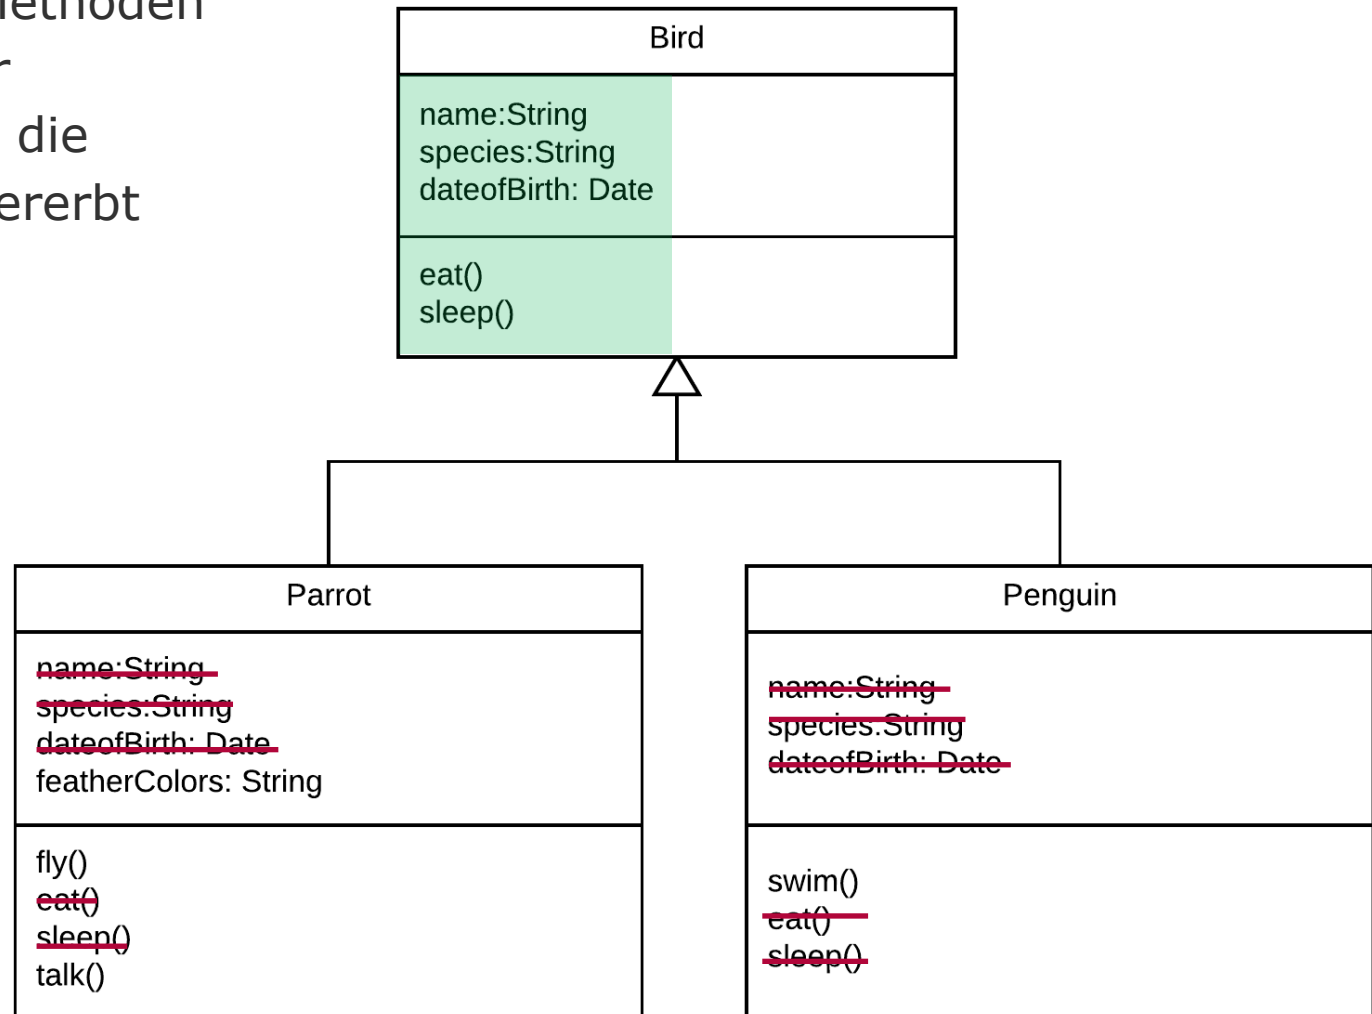 ethoden
r
die
ererbt
Bird
name:String
species:String
dateofBirth: Date
eat()
sleep()
Parrot
name:String
species:String
dateofBirth: Date
featherColors: String
fly()
eat()
sleep()
talk()
Penguin
name:String
species:String
dateofBirth: Date
swim()
eat()
sleep()